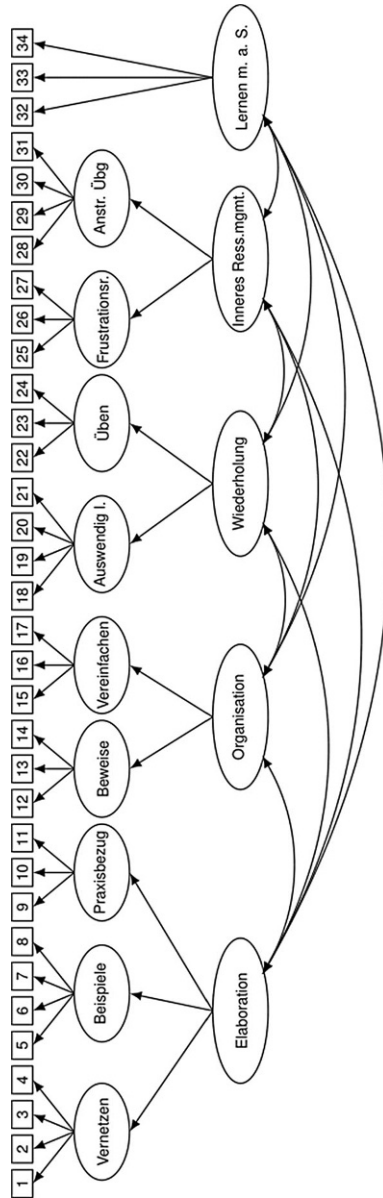 1
2
3
4
5
6
7
8
9
10
11
12
13
14
15
16
17
18
19
20
21
22
23
24
25
26
27
28
29
30
31
32
33
34
Vernetzen
Beispiele
Praxisbezug
Beweise
Vereinfachen
Auswendig l.
Üben
Frustrationsr.
Anstr. Übg
Elaboration
Organisation
Wiederholung
Inneres Ress.mgmt.
Lernen m. a. S.